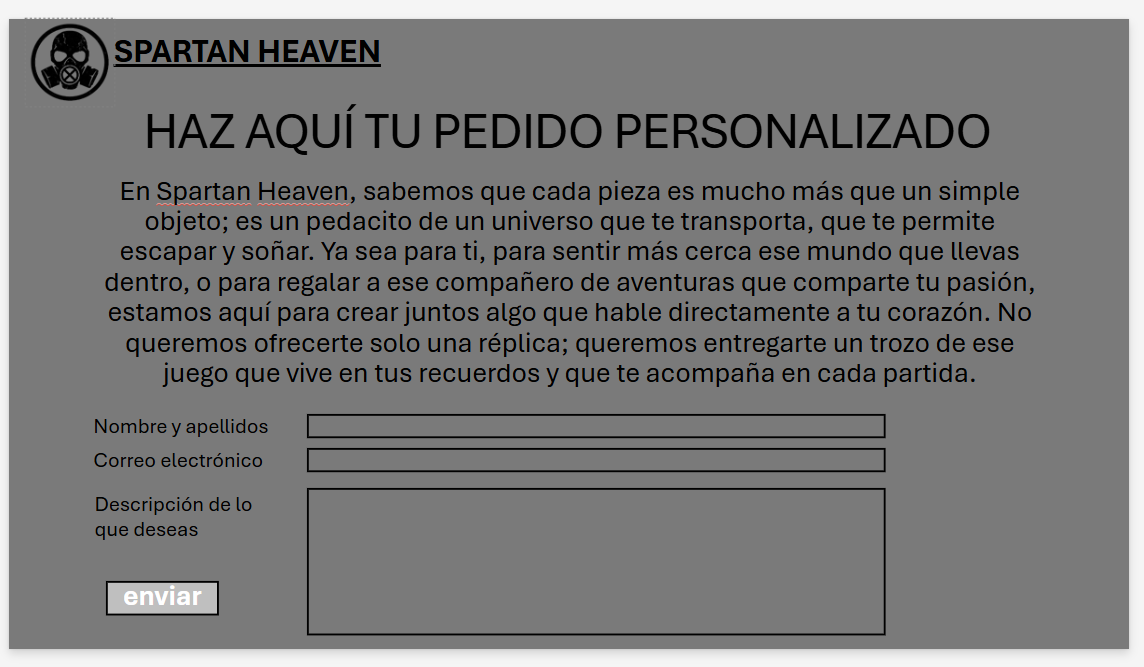 SPARTAN HEAVEN
HAZ AQUÍ TU PEDIDO PERSONALIZADO
En Spartan Heaven, sabemos que cada pieza es mucho más que un simple
objeto; es un pedacito de un universo que te transporta, que te permite
escapar y soñar. Ya sea para ti, para sentir más cerca ese mundo que llevas
dentro, o para regalar a ese compañero de aventuras que comparte tu pasión,
estamos aquí para crear juntos algo que hable directamente a tu corazón. No
queremos ofrecerte solo una réplica; queremos entregarte un trozo de ese
juego que vive en tus recuerdos y que te acompaña en cada partida.
Nombre y apellidos
Correo electrónico
Descripción de lo
que deseas
enviar